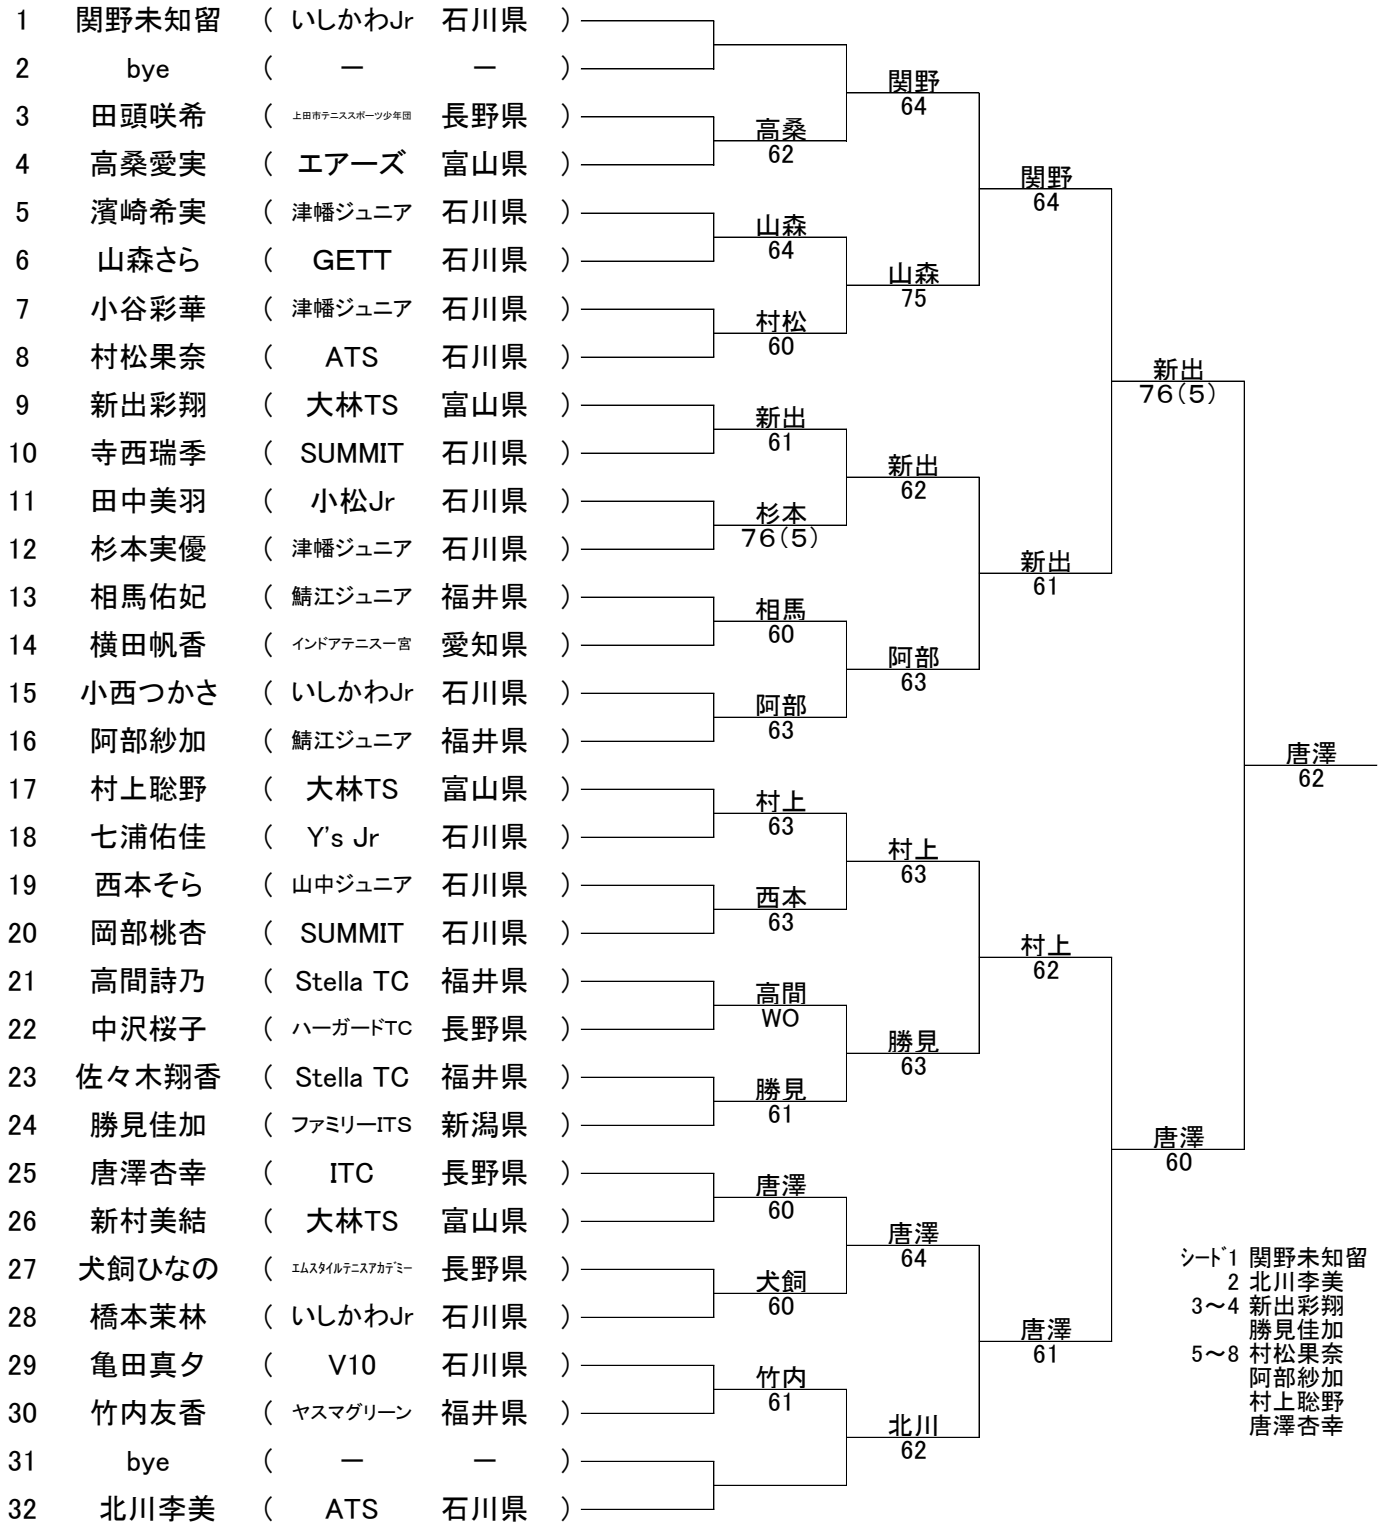 1 関野未知留 ( いしかわJr 石川県 )
2 bye ( ー ー )
3 田頭咲希 ( 上田市テニススポーツ少年団 長野県 )
4 高桑愛実 ( エアーズ 富山県 )
5 濱崎希実 ( 津幡ジュニア 石川県 )
6 山森さら ( GETT 石川県 )
7 小谷彩華 ( 津幡ジュニア 石川県 )
8 村松果奈 ( ATS 石川県 )
9 新出彩翔 ( 大林TS 富山県 )
10 寺西瑞季 ( SUMMIT 石川県 )
11 田中美羽 ( 小松Jr 石川県 )
12 杉本実優 ( 津幡ジュニア 石川県 )
13 相馬佑妃 ( 鯖江ジュニア 福井県 )
14 横田帆香 ( インドアテニス一宮 愛知県 )
15 小西つかさ ( いしかわJr 石川県 )
16 阿部紗加 ( 鯖江ジュニア 福井県 )
17 村上聡野 ( 大林TS 富山県 )
18 七浦佑佳 ( Y's Jr 石川県 )
19 西本そら ( 山中ジュニア 石川県 )
20 岡部桃杏 ( SUMMIT 石川県 )
21 高間詩乃 ( Stella TC 福井県 )
22 中沢桜子 ( ハーガードTC 長野県 )
23 佐々木翔香 ( Stella TC 福井県 )
24 勝見佳加 ( ファミリーITS 新潟県 )
25 唐澤杏幸 ( ITC 長野県 )
26 新村美結 ( 大林TS 富山県 )
27 犬飼ひなの ( エムスタイルテニスアカデミー 長野県 )
28 橋本茉林 ( いしかわJr 石川県 )
29 亀田真夕 ( V10 石川県 )
30 竹内友香 ( ヤスマグリーン 福井県 )
31 bye ( ー ー )
32 北川李美 ( ATS 石川県 )
高桑
62
山森
64
村松
60
新出
61
杉本
76(5)
相馬
60
阿部
63
村上
63
西本
63
高間
WO
勝見
61
唐澤
60
犬飼
60
竹内
61
関野
64
山森
75
新出
62
阿部
63
村上
63
勝見
63
唐澤
64
北川
62
関野
64
新出
61
村上
62
唐澤
61
新出
76(5)
唐澤
60
唐澤
62
シード1 関野未知留
2 北川李美
3～4 新出彩翔
勝見佳加
5～8 村松果奈
阿部紗加
村上聡野
唐澤杏幸